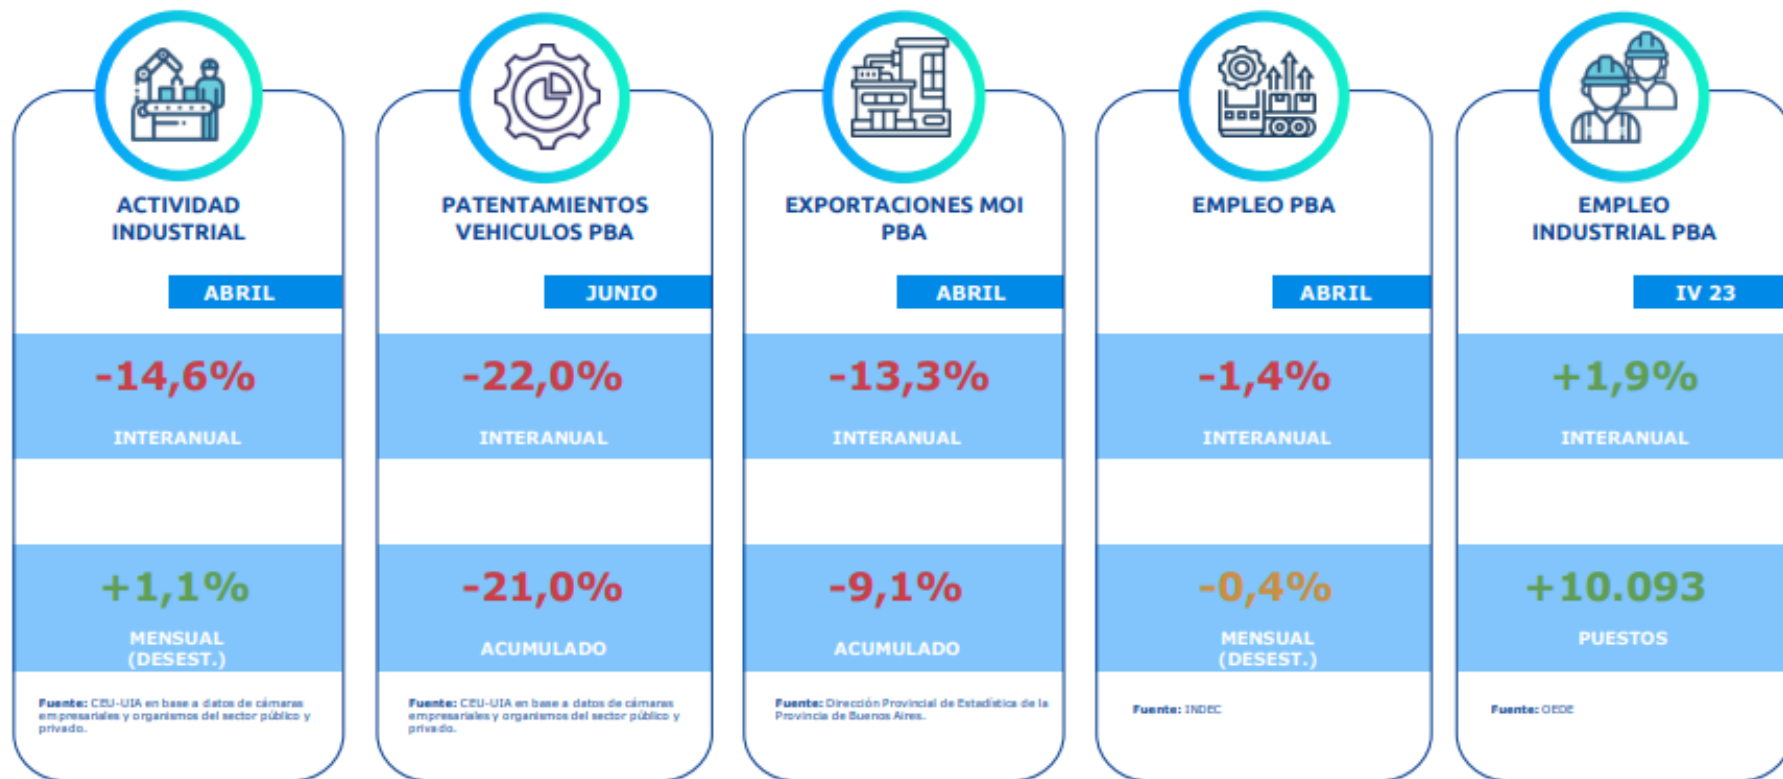 ACTIVIDAD
INDUSTRIAL
ABRIL
-14,6%
INTERANUAL
+1,1%
MENSUAL
(DESEST.)
Fuente: CEU-UIA en base a datos de cámaras
empresariales y organismos del sector público y
privado.
PATENTAMIENTOS
VEHICULOS PBA
JUNIO
-22,0%
INTERANUAL
-21,0%
ACUMULADO
Fuente: CEU-UIA en base a datos de cámaras
empresariales y organismos del sector público y
privado.
EXPORTACIONES MOI
PBA
ABRIL
-13,3%
INTERANUAL
-9,1%
ACUMULADO
Fuente: Dirección Provincial de Estadística de la
Provincia de Buenos Aires.
EMPLEO PBA
ABRIL
-1,4%
INTERANUAL
-0,4%
MENSUAL
(DESEST.)
Fuente: INDEC
EMPLEO
INDUSTRIAL PBA
IV 23
+1,9%
INTERANUAL
+10.093
PUESTOS
Fuente: OEDE